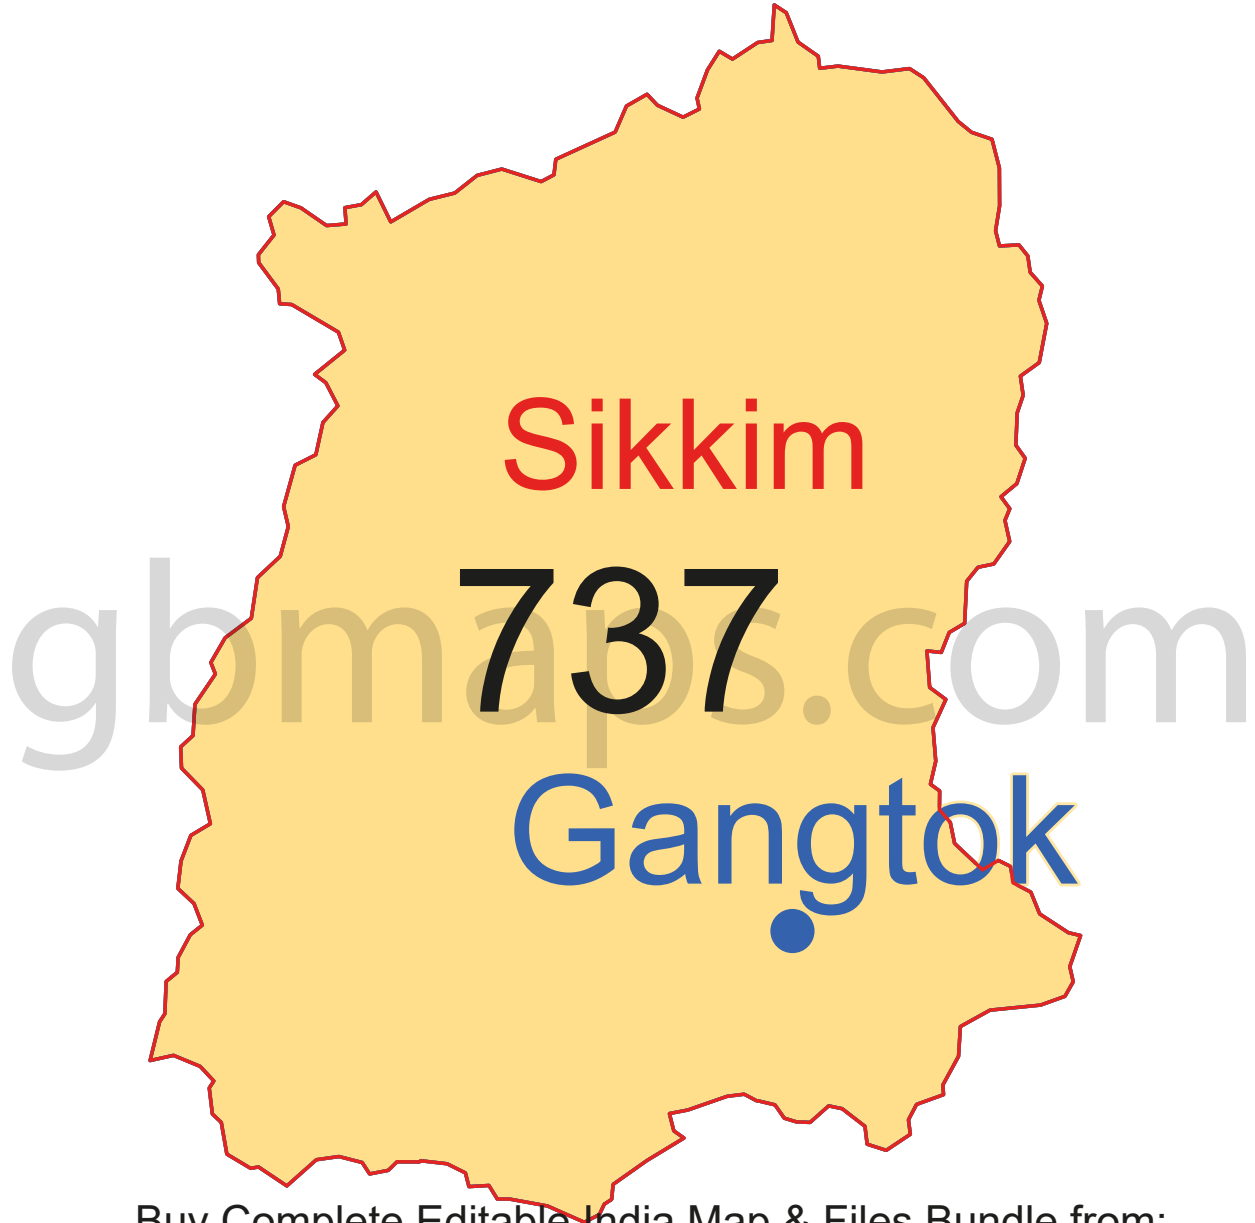 Sikkim
737
gbmaps.com
Gangtok
Buy Complete Editable India Map & Files Bundle from: